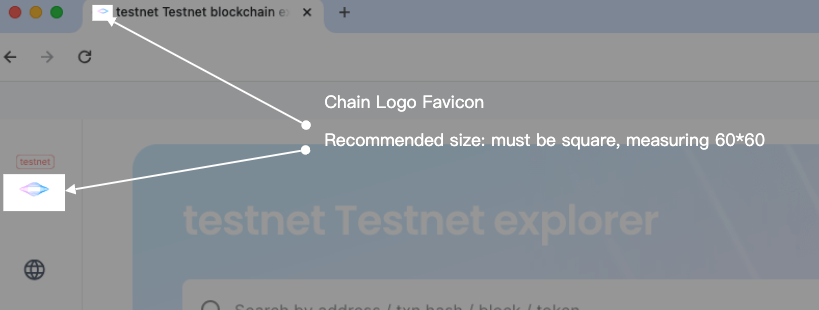 testnet Testnet blockchain ex
Chain Logo Favicon
Recommended size: must be square, measuring 60*60
testnet
testnet Testnet explorer
Search by address / txn hash / block / token